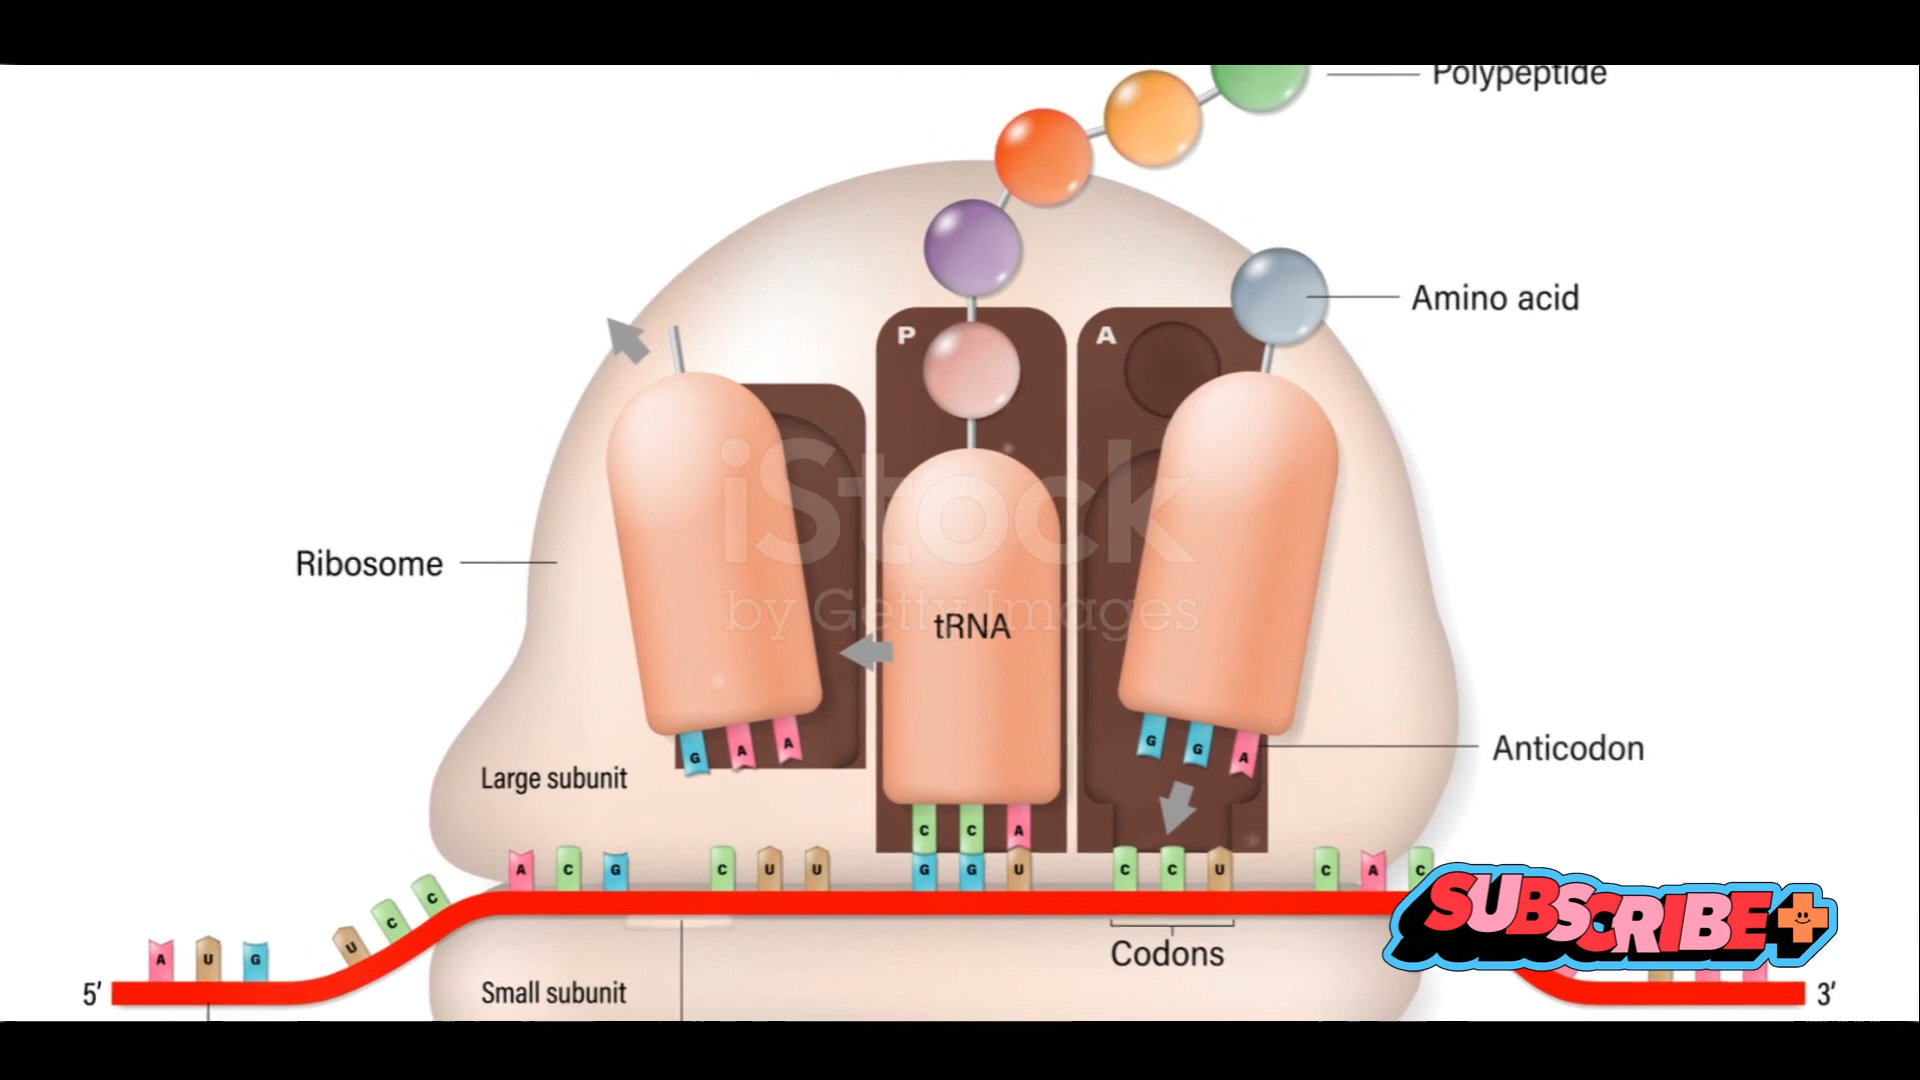 Polypeptide
Amino acid
P
A
iStock
by Getty Images
Ribosome
tRNA
G A A
G G A
Anticodon
Large subunit
C C A
A C G C U U G G U C C U C A C
U C C
A U G
SUBSCRIBE
Codons
Small subunit
5′
3′